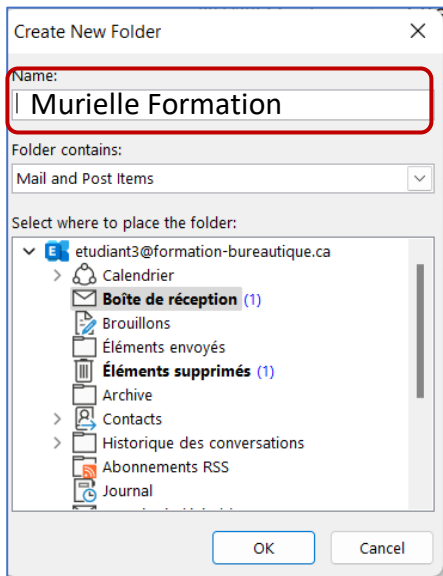 Create New Folder
Name:
Murielle Formation
Folder contains:
Mail and Post Items
Select where to place the folder:
etudiant3@formation-bureautique.ca
Calendrier
Boîte de réception (1)
Brouillons
Éléments envoyés
Éléments supprimés (1)
Archive
Contacts
Historique des conversations
Abonnements RSS
Journal
OK Cancel